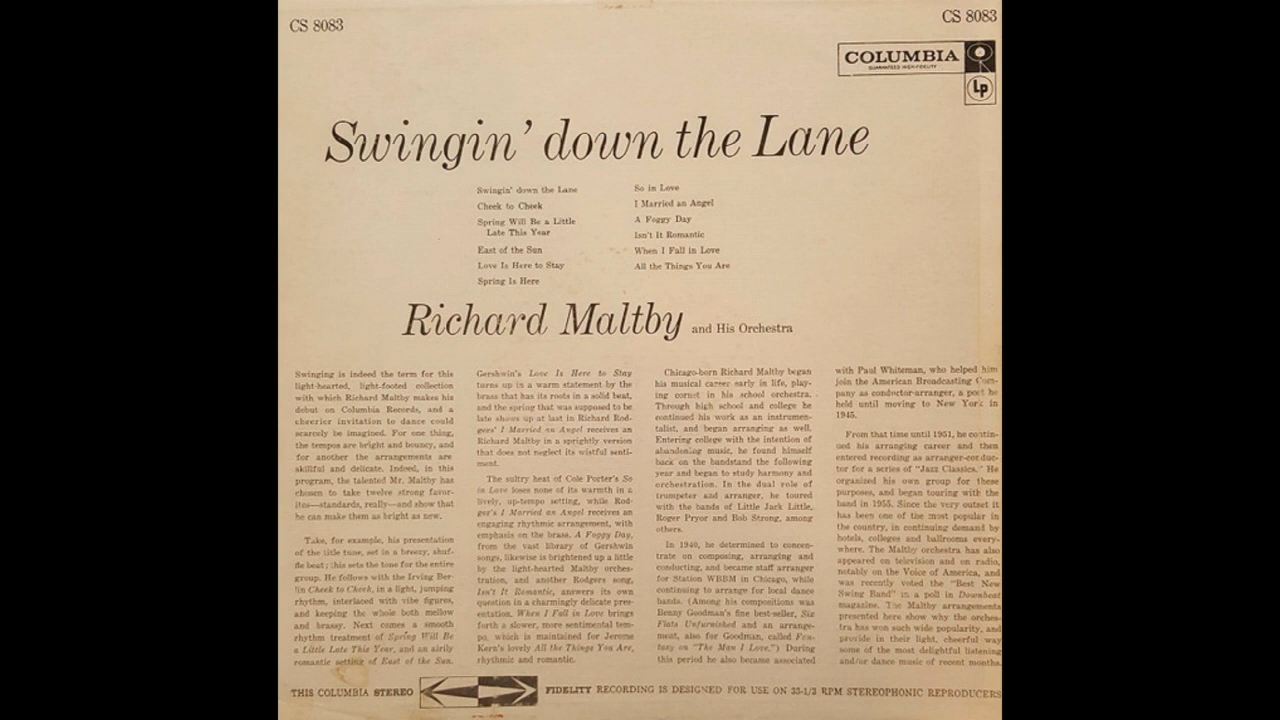 CS 8083
CS 8083
COLUMBIA
GUARANTEED HIGH-FIDELITY
Lp
Swingin' down the Lane
Swingin' down the Lane
Cheek to Cheek
Spring Will Be a Little
Late This Year
East of the Sun
Love Is Here to Stay
Spring Is Here
So in Love
I Married an Angel
A Foggy Day
Isn't It Romantic
When I Fall in Love
All the Things You Are
Richard Maltby and His Orchestra
Swinging is indeed the term for this
light-hearted, light-footed collection
with which Richard Maltby makes his
debut on Columbia Records, and a
cheerier invitation to dance could
scarcely be imagined. For one thing,
the tempos are bright and bouncy, and
for another the arrangements are
skillful and delicate. Indeed, in this
program, the talented Mr. Maltby has
chosen to take twelve strong favor-
ites—standards, really—and show that
he can make them as bright as new.
Take, for example, his presentation
of the title tune, set in a breezy, shuf-
fle beat; this sets the tone for the entire
group. He follows with the Irving Ber-
lin Cheek to Cheek, in a light, jumping
rhythm, interlaced with vibe figures,
and keeping the whole both mellow
and brassy. Next comes a smooth
rhythm treatment of Spring Will Be
a Little Late This Year, and an airily
romantic setting of East of the Sun.
Gershwin's Love Is Here to Stay
turns up in a warm statement by the
brass that has its roots in a solid beat,
and the spring that was supposed to be
late shows up at last in Richard Rod-
gers' I Married an Angel receives an
Richard Maltby in a sprightly version
that does not neglect its wistful senti-
ment.
The sultry heat of Cole Porter's So
in Love loses none of its warmth in a
lively, up-tempo setting, while Rod-
ger's I Married an Angel receives an
engaging rhythmic arrangement, with
emphasis on the brass. A Foggy Day,
from the vast library of Gershwin
songs, likewise is brightened up a little
by the light-hearted Maltby orches-
tration, and another Rodgers song,
Isn't It Romantic, answers its own
question in a charmingly delicate pres-
entation. When I Fall in Love brings
forth a slower, more sentimental tem-
po, which is maintained for Jerome
Kern's lovely All the Things You Are,
rhythmic and romantic.
Chicago-born Richard Maltby began
his musical career early in life, play-
ing cornet in his school orchestra.
Through high school and college he
continued his work as an instrumen-
talist, and began arranging as well.
Entering college with the intention of
abandoning music, he found himself
back on the bandstand the following
year and began to study harmony and
orchestration. In the dual role of
trumpeter and arranger, he toured
with the bands of Little Jack Little,
Roger Pryor and Bob Strong, among
others.
In 1940, he determined to concen-
trate on composing, arranging and
conducting, and became staff arranger
for Station WBBM in Chicago, while
continuing to arrange for local dance
bands. (Among his compositions was
Benny Goodman's fine best-seller, Six
Flats Unfurnished and an arrange-
ment, also for Goodman, called Fan-
tasy on "The Man I Love.") During
this period he also became associated
with Paul Whiteman, who helped him
join the American Broadcasting Com-
pany as conductor-arranger, a post he
held until moving to New York in
1945.
From that time until 1951, he contin-
ued his arranging career and then
entered recording as arranger-conduc-
tor for a series of "Jazz Classics." He
organized his own group for these
purposes, and began touring with the
band in 1955. Since the very outset it
has been one of the most popular in
the country, in continuing demand by
hotels, colleges and ballrooms every-
where. The Maltby orchestra has also
appeared on television and on radio,
notably on the Voice of America, and
was recently voted the "Best New
Swing Band" in a poll in Downbeat
magazine. The Maltby arrangements
presented here show why the orches-
tra has won such wide popularity, and
provide in their light, cheerful way
some of the most delightful listening
and/or dance music of recent months.
THIS COLUMBIA STEREO FIDELITY RECORDING IS DESIGNED FOR USE ON 33-1/3 RPM STEREOPHONIC REPRODUCERS